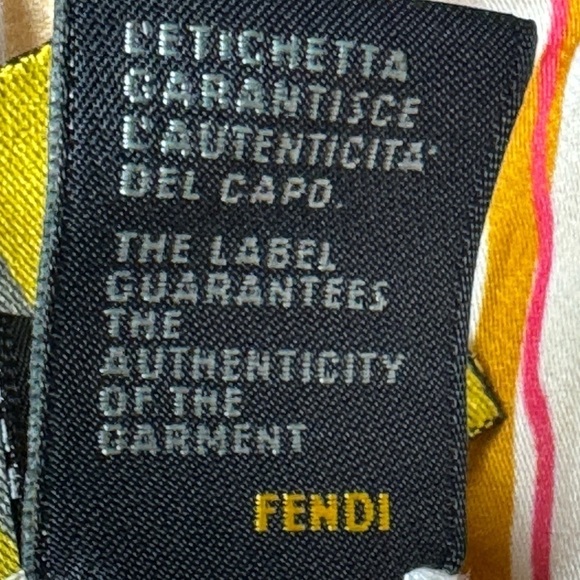 L'ETICHETTA
GARANTISCE
L'AUTENTICITA'
DEL CAPO.
THE LABEL
GUARANTEES
THE
AUTHENTICITY
OF THE
GARMENT
FENDI